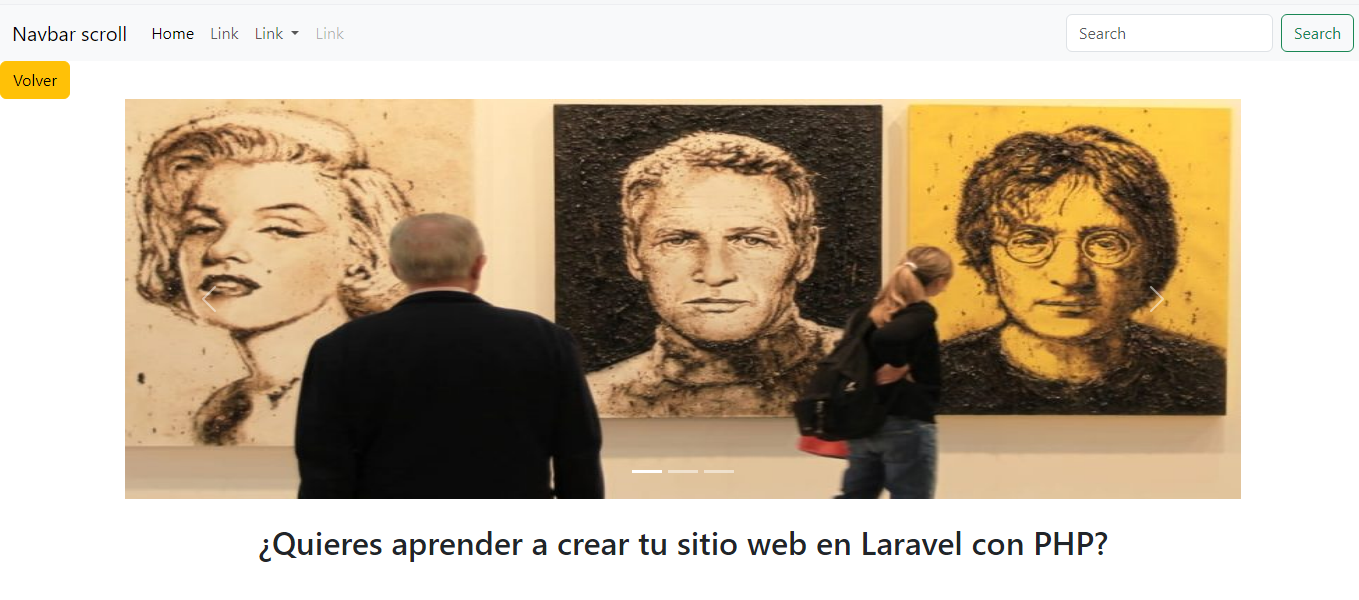 Navbar scroll Home Link Link Link Search Search
Volver
¿Quieres aprender a crear tu sitio web en Laravel con PHP?